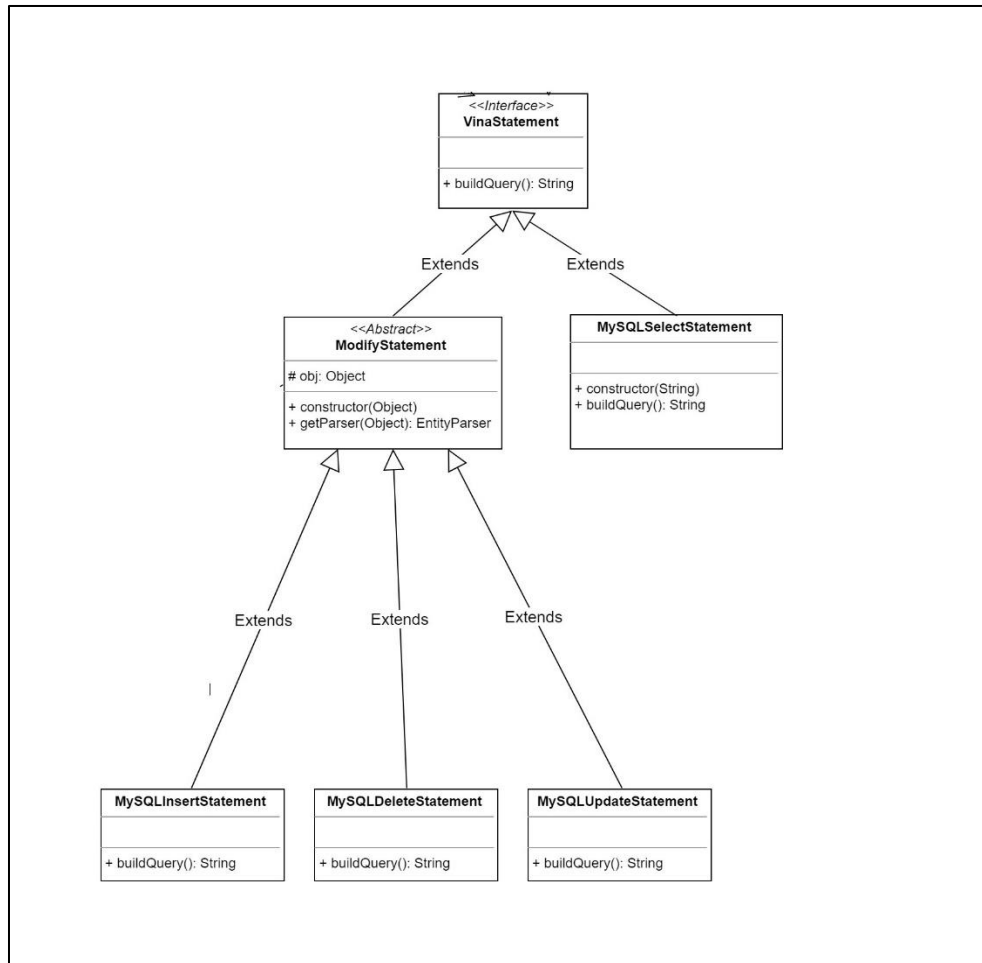 <<Interface>>
VinaStatement
+ buildQuery(): String
Extends
Extends
<<Abstract>>
ModifyStatement
# obj: Object
+ constructor(Object)
+ getParser(Object): EntityParser
MySQLSelectStatement
+ constructor(String)
+ buildQuery(): String
Extends
Extends
Extends
MySQLInsertStatement
+ buildQuery(): String
MySQLDeleteStatement
+ buildQuery(): String
MySQLUpdateStatement
+ buildQuery(): String